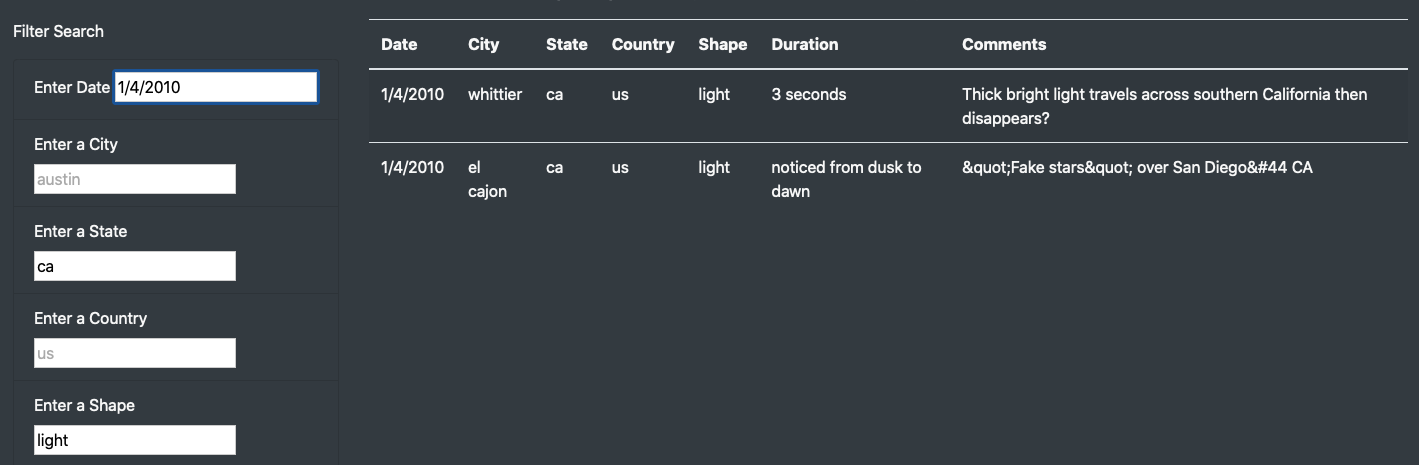 Filter Search
Enter Date 1/4/2010
Enter a City
austin
Enter a State
ca
Enter a Country
us
Enter a Shape
light
Date City State Country Shape Duration Comments
1/4/2010 whittier ca us light 3 seconds Thick bright light travels across southern California then
disappears?
1/4/2010 el ca us light noticed from dusk to &quot;Fake stars&quot; over San Diego&#44 CA
cajon dawn